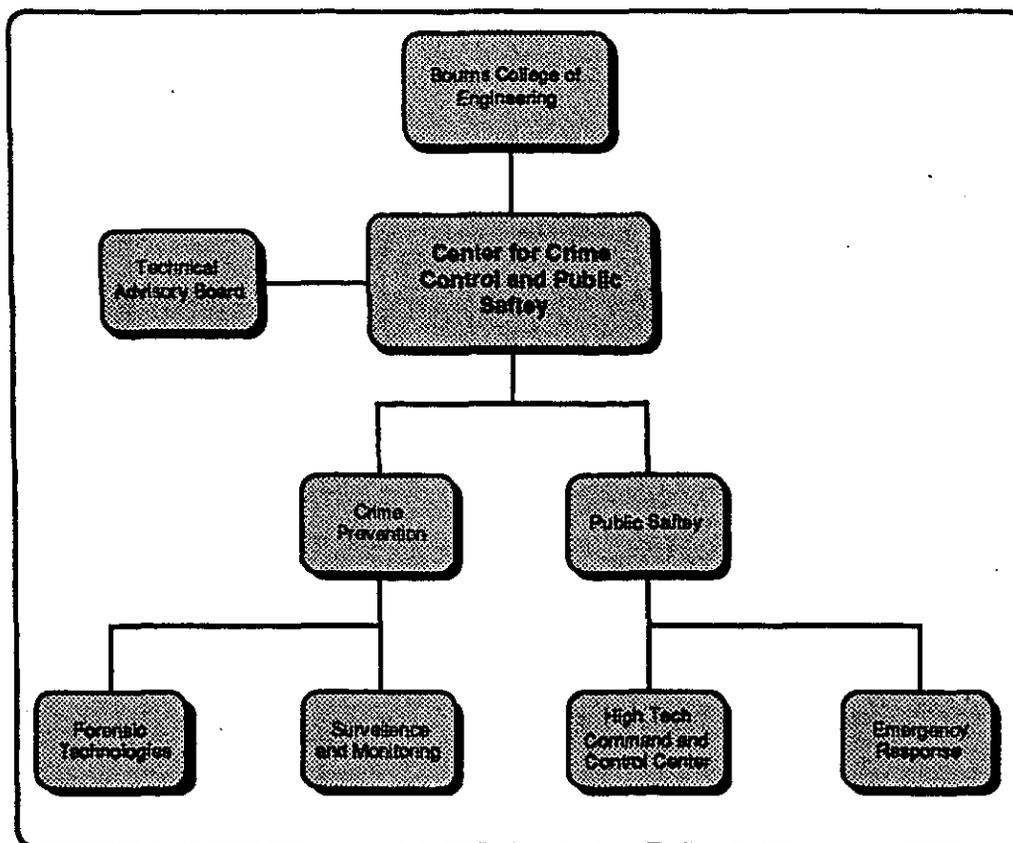 Bourns College of
Engineering
Center for Crime
Control and Public
Saftey
Technical
Advisory Board
Crime
Prevention
Public Saftey
Forensic
Technologies
Surveilence
and Monitoring
High Tech
Command and
Control Center
Emergency
Response